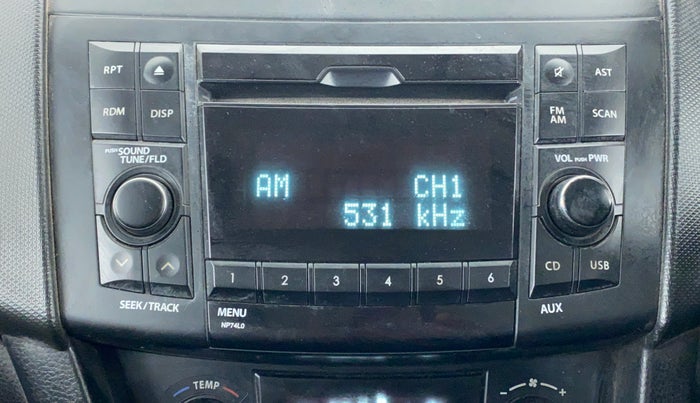 RPT
RDM
DISP
PUSH SOUND
TUNE/FLD
SEEK/TRACK
AM CH1
531 kHz
1 2 3 4 5 6
MENU
NP74L0
AST
FM
AM
SCAN
VOL PUSH PWR
CD
USB
AUX
TEMP
- +